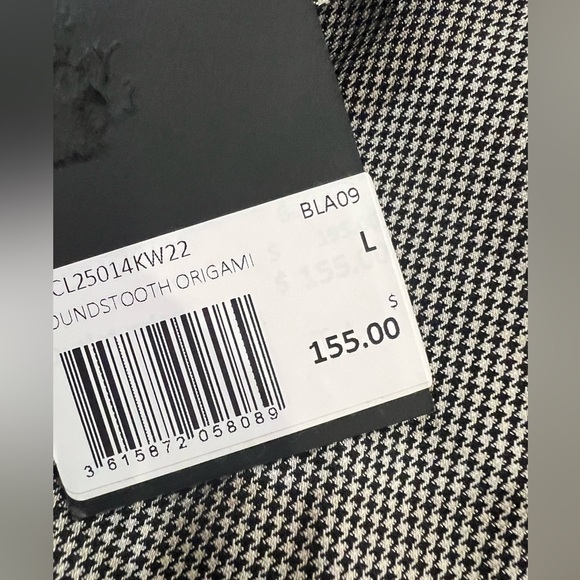 BLA09
CL25014KW22
L
OUNDSTOOTH ORIGAMI
$
155.00
3 615872 058089